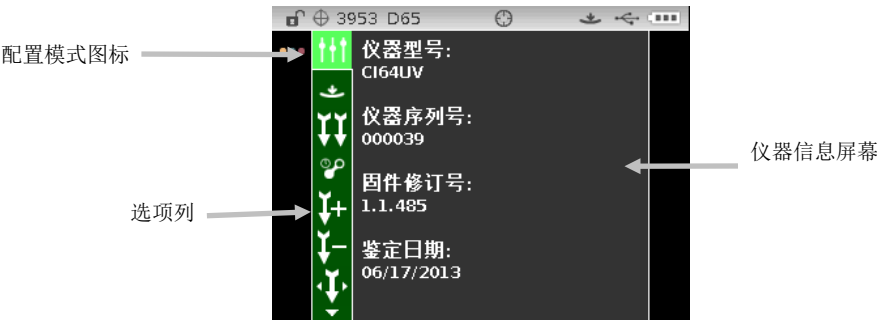 3953 D65
配置模式图标
仪器型号:
CI64UV
仪器序列号:
000039
仪器信息屏幕
固件修订号:
1.1.485
选项列
鉴定日期:
06/17/2013